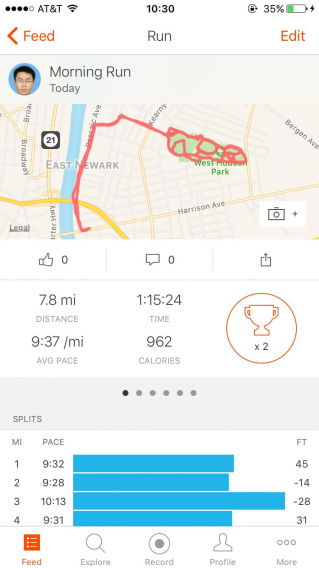 AT&T 10:30 35%
Feed Run Edit
Morning Run
Today
Passaic Ave
Kearny
Bergen Ave
Broadway
21
EAST NEWARK
West Hudson
Park
Harrison Ave
Carter Hwy
Legal
+
0 0
7.8 mi 1:15:24
DISTANCE TIME
9:37 /mi 962
AVG PACE CALORIES
x 2
SPLITS
MI PACE FT
1 9:32 45
2 9:28 -14
3 10:13 -28
4 9:31 31
Feed Explore Record Profile More